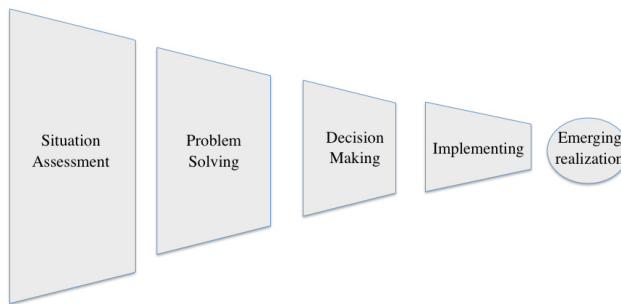 Situation
Assessment
Problem
Solving
Decision
Making
Implementing
Emerging
realization